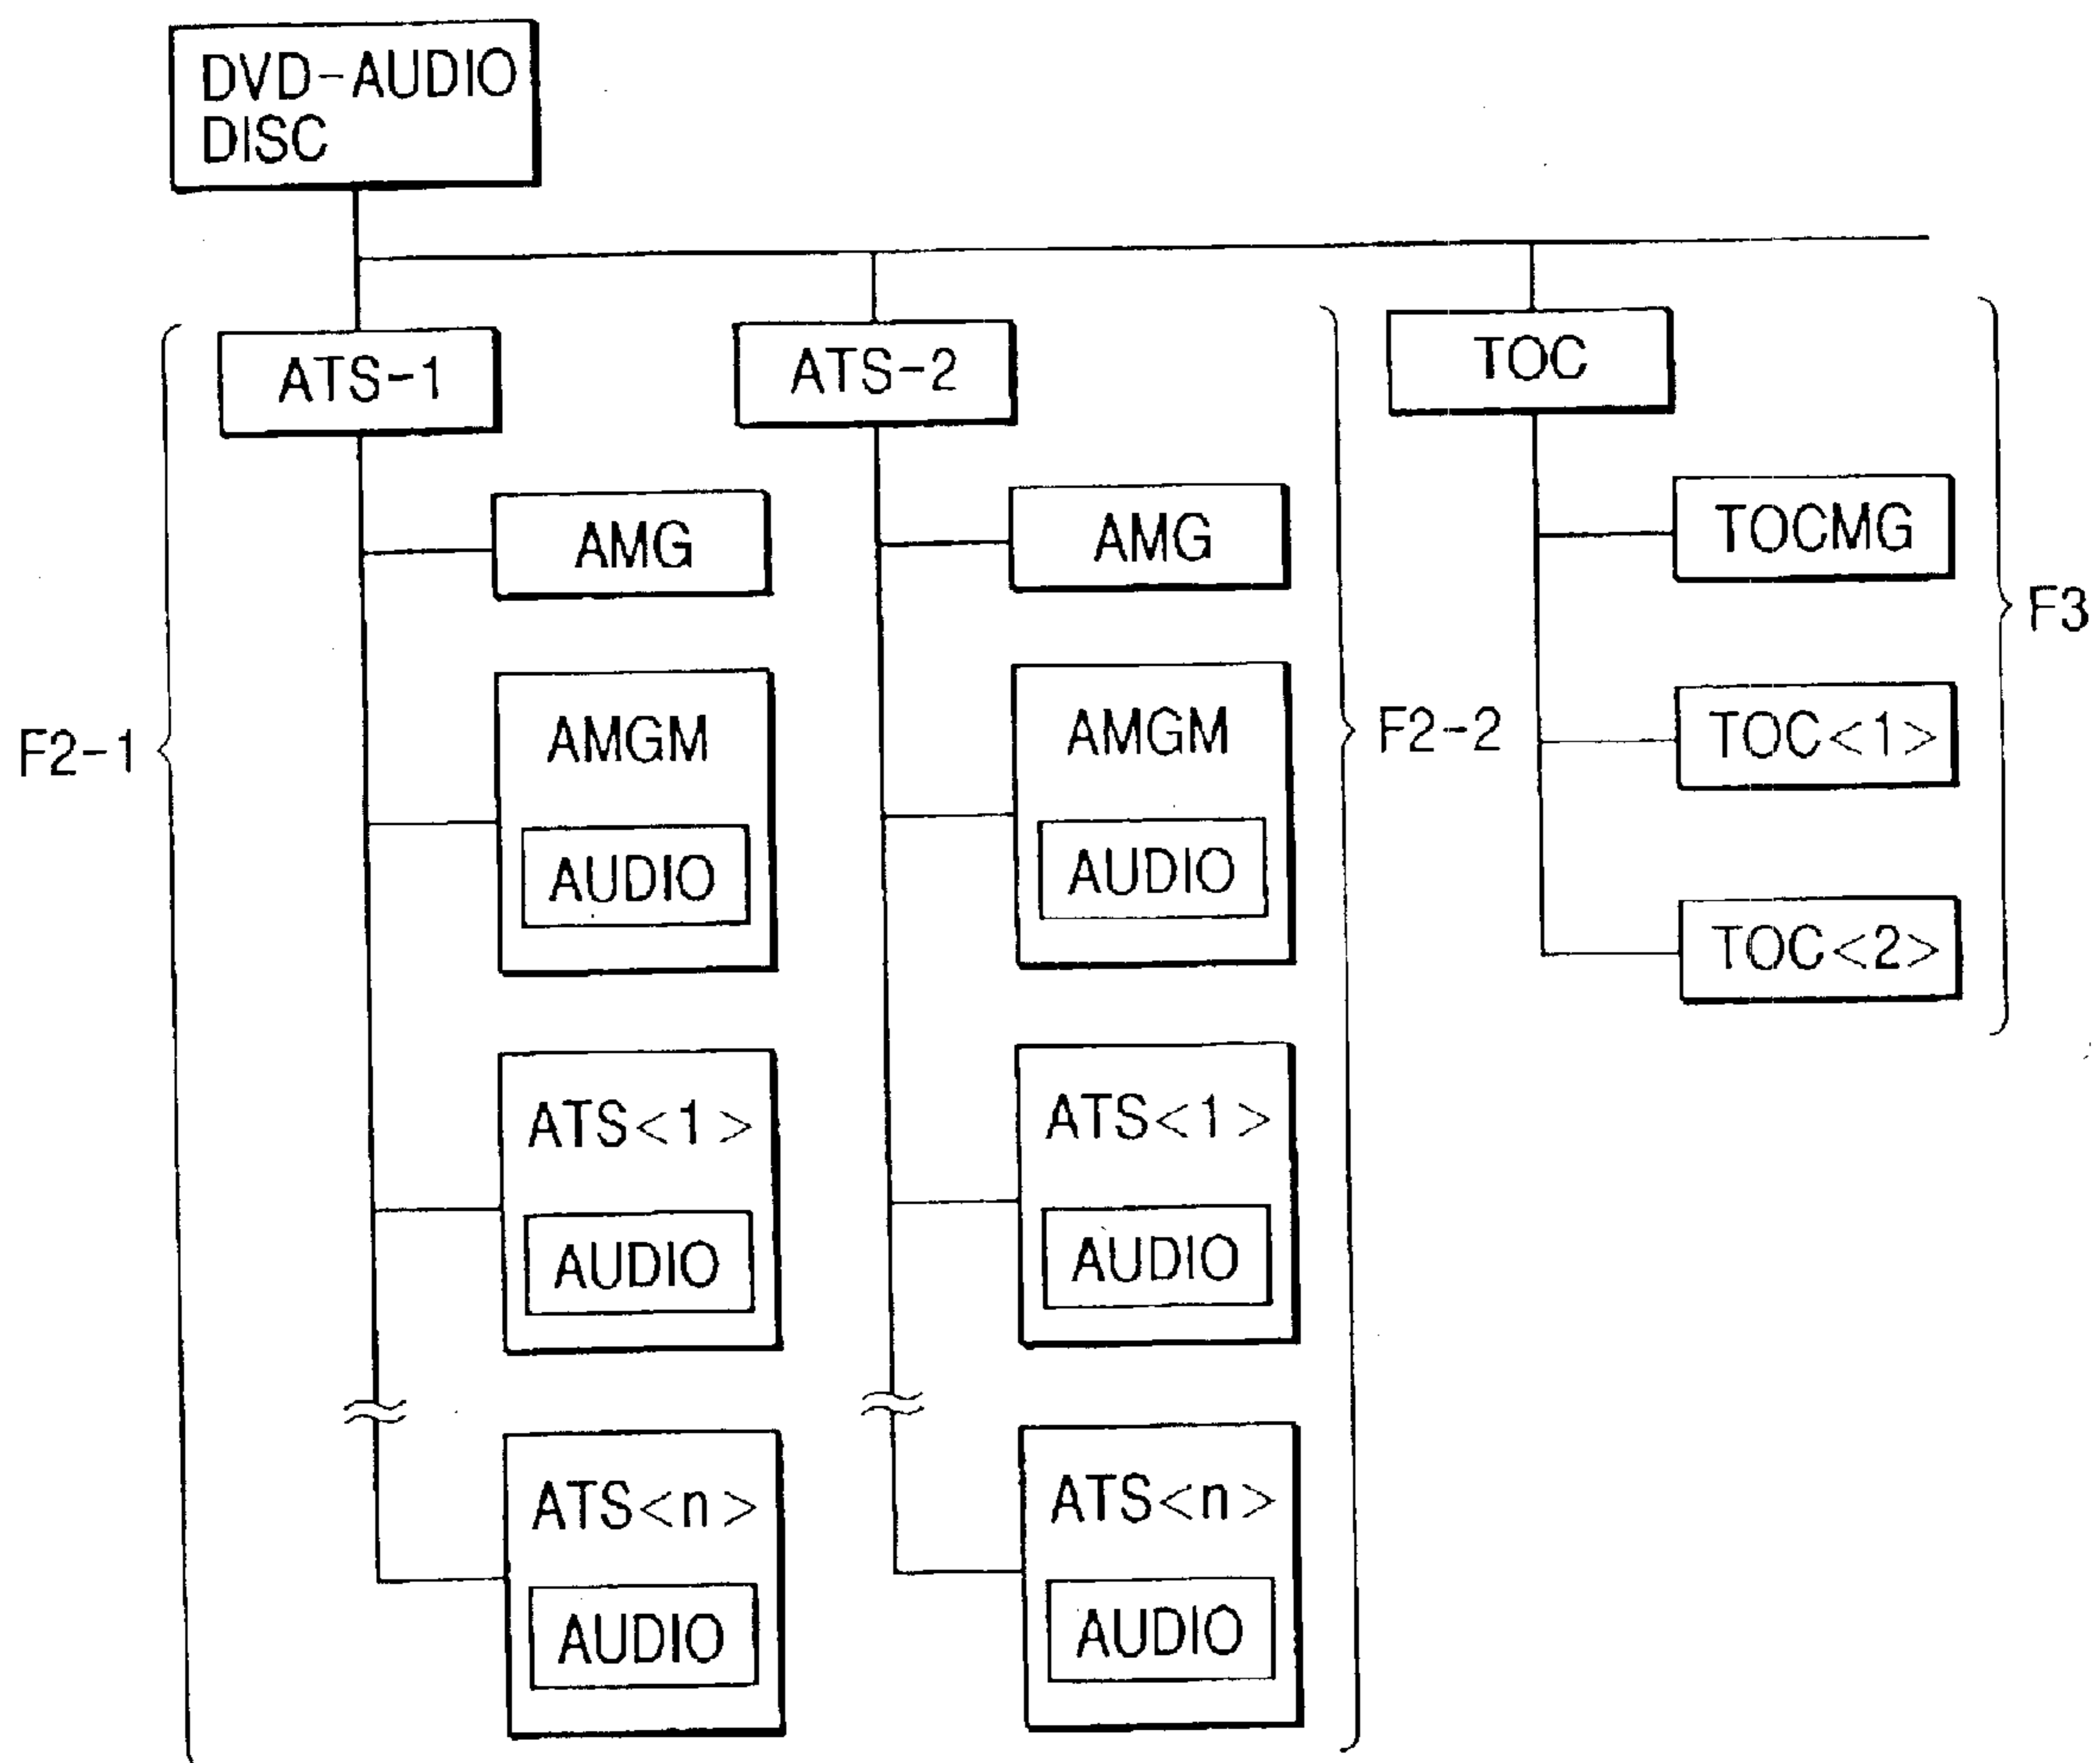 DVD-AUDIO
DISC
ATS-1
ATS-2
TOC
AMG
AMG
TOCMG
F3
F2-1
AMGM
AUDIO
AMGM
AUDIO
F2-2
TOC<1>
TOC<2>
ATS<1>
AUDIO
ATS<1>
AUDIO
ATS<n>
AUDIO
ATS<n>
AUDIO